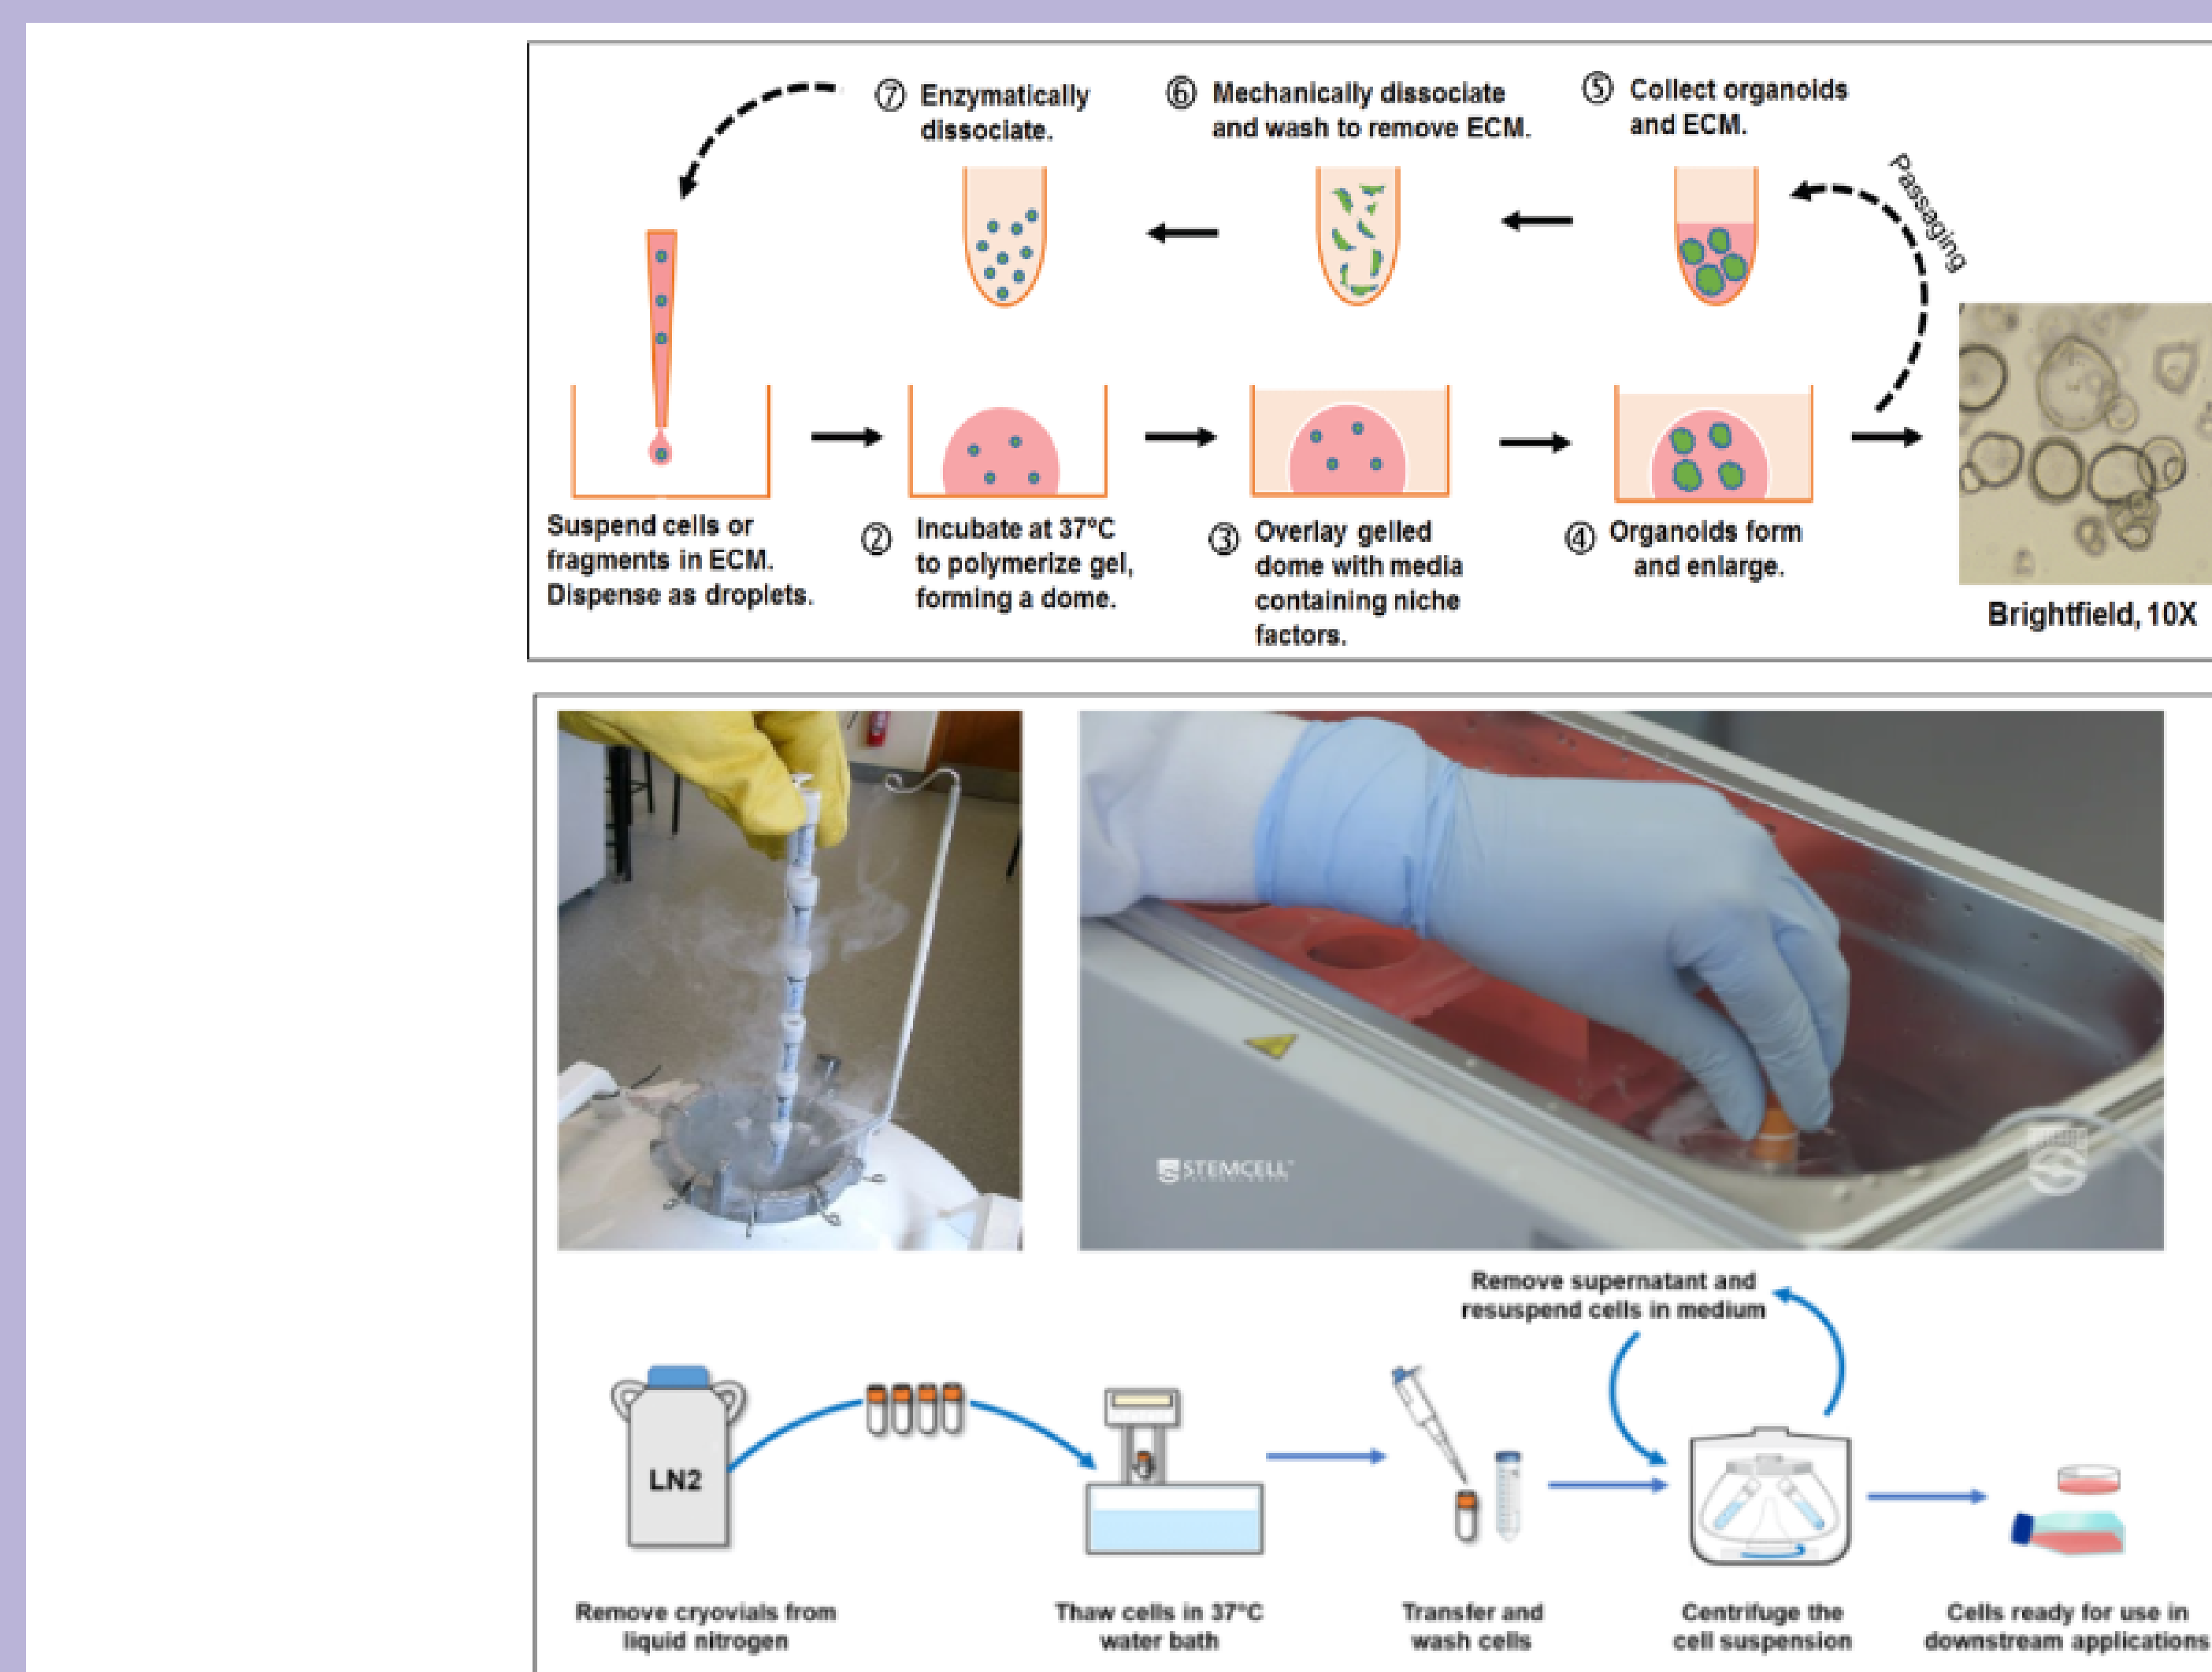 ⑦ Enzymatically
dissociate.
⑥ Mechanically dissociate
and wash to remove ECM.
⑤ Collect organoids
and ECM.
Passaging
Suspend cells or
fragments in ECM.
Dispense as droplets.
② Incubate at 37°C
to polymerize gel,
forming a dome.
③ Overlay gelled
dome with media
containing niche
factors.
④ Organoids form
and enlarge.
Brightfield, 10X
STEMCELL™
Remove supernatant and
resuspend cells in medium
LN2
Remove cryovials from
liquid nitrogen
Thaw cells in 37°C
water bath
Transfer and
wash cells
Centrifuge the
cell suspension
Cells ready for use in
downstream applications